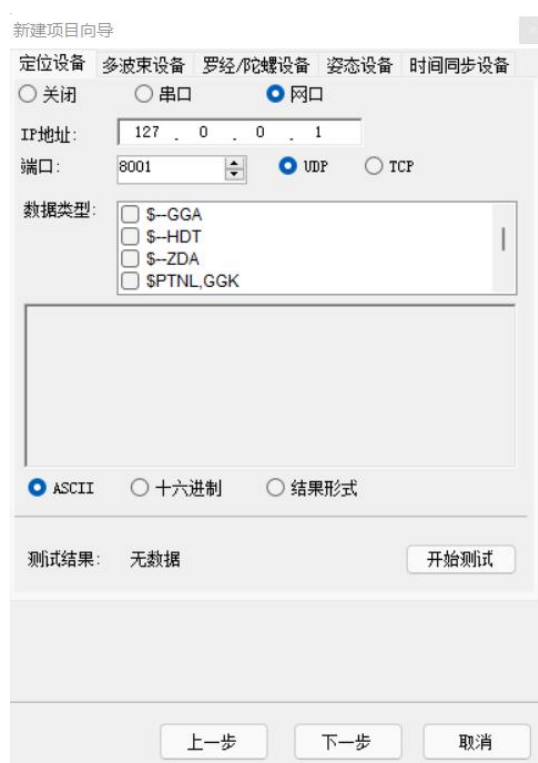 新建项目向导
定位设备 多波束设备 罗经/陀螺设备 姿态设备 时间同步设备
关闭 串口 网口
IP地址: 127 . 0 . 0 . 1
端口: 8001 UDP TCP
数据类型: $--GGA
$--HDT
$--ZDA
$PTNL,GGK
ASCII 十六进制 结果形式
测试结果: 无数据 开始测试
上一步 下一步 取消